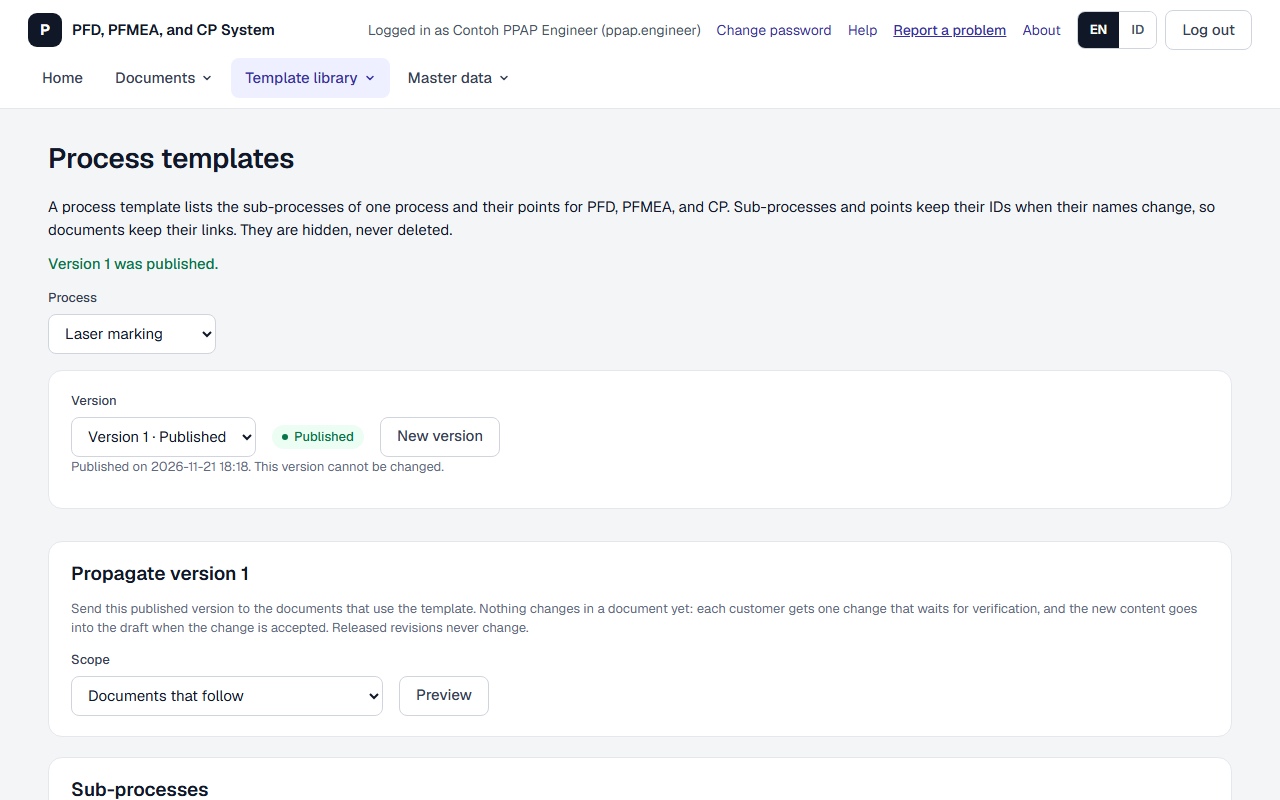 P
PFD, PFMEA, and CP System
Logged in as Contoh PPAP Engineer (ppap.engineer)
Change password
Help
Report a problem
About
EN
ID
Log out
Home
Documents
Template library
Master data
Process templates
A process template lists the sub-processes of one process and their points for PFD, PFMEA, and CP. Sub-processes and points keep their IDs when their names change, so
documents keep their links. They are hidden, never deleted.
Version 1 was published.
Process
Laser marking
Version
Version 1 · Published
Published
New version
Published on 2026-11-21 18:18. This version cannot be changed.
Propagate version 1
Send this published version to the documents that use the template. Nothing changes in a document yet: each customer gets one change that waits for verification, and the new content goes
into the draft when the change is accepted. Released revisions never change.
Scope
Documents that follow
Preview
Sub-processes